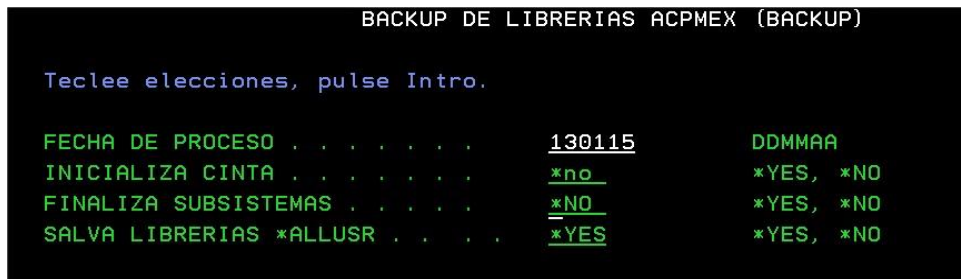 BACKUP DE LIBRERIAS ACPMEX (BACKUP)
Teclee elecciones, pulse Intro.
FECHA DE PROCESO . . . . . . . 130115 DDMMAA
INICIALIZA CINTA . . . . . . . *no *YES, *NO
FINALIZA SUBSISTEMAS . . . . . *NO *YES, *NO
SALVA LIBRERIAS *ALLUSR . . . . *YES *YES, *NO